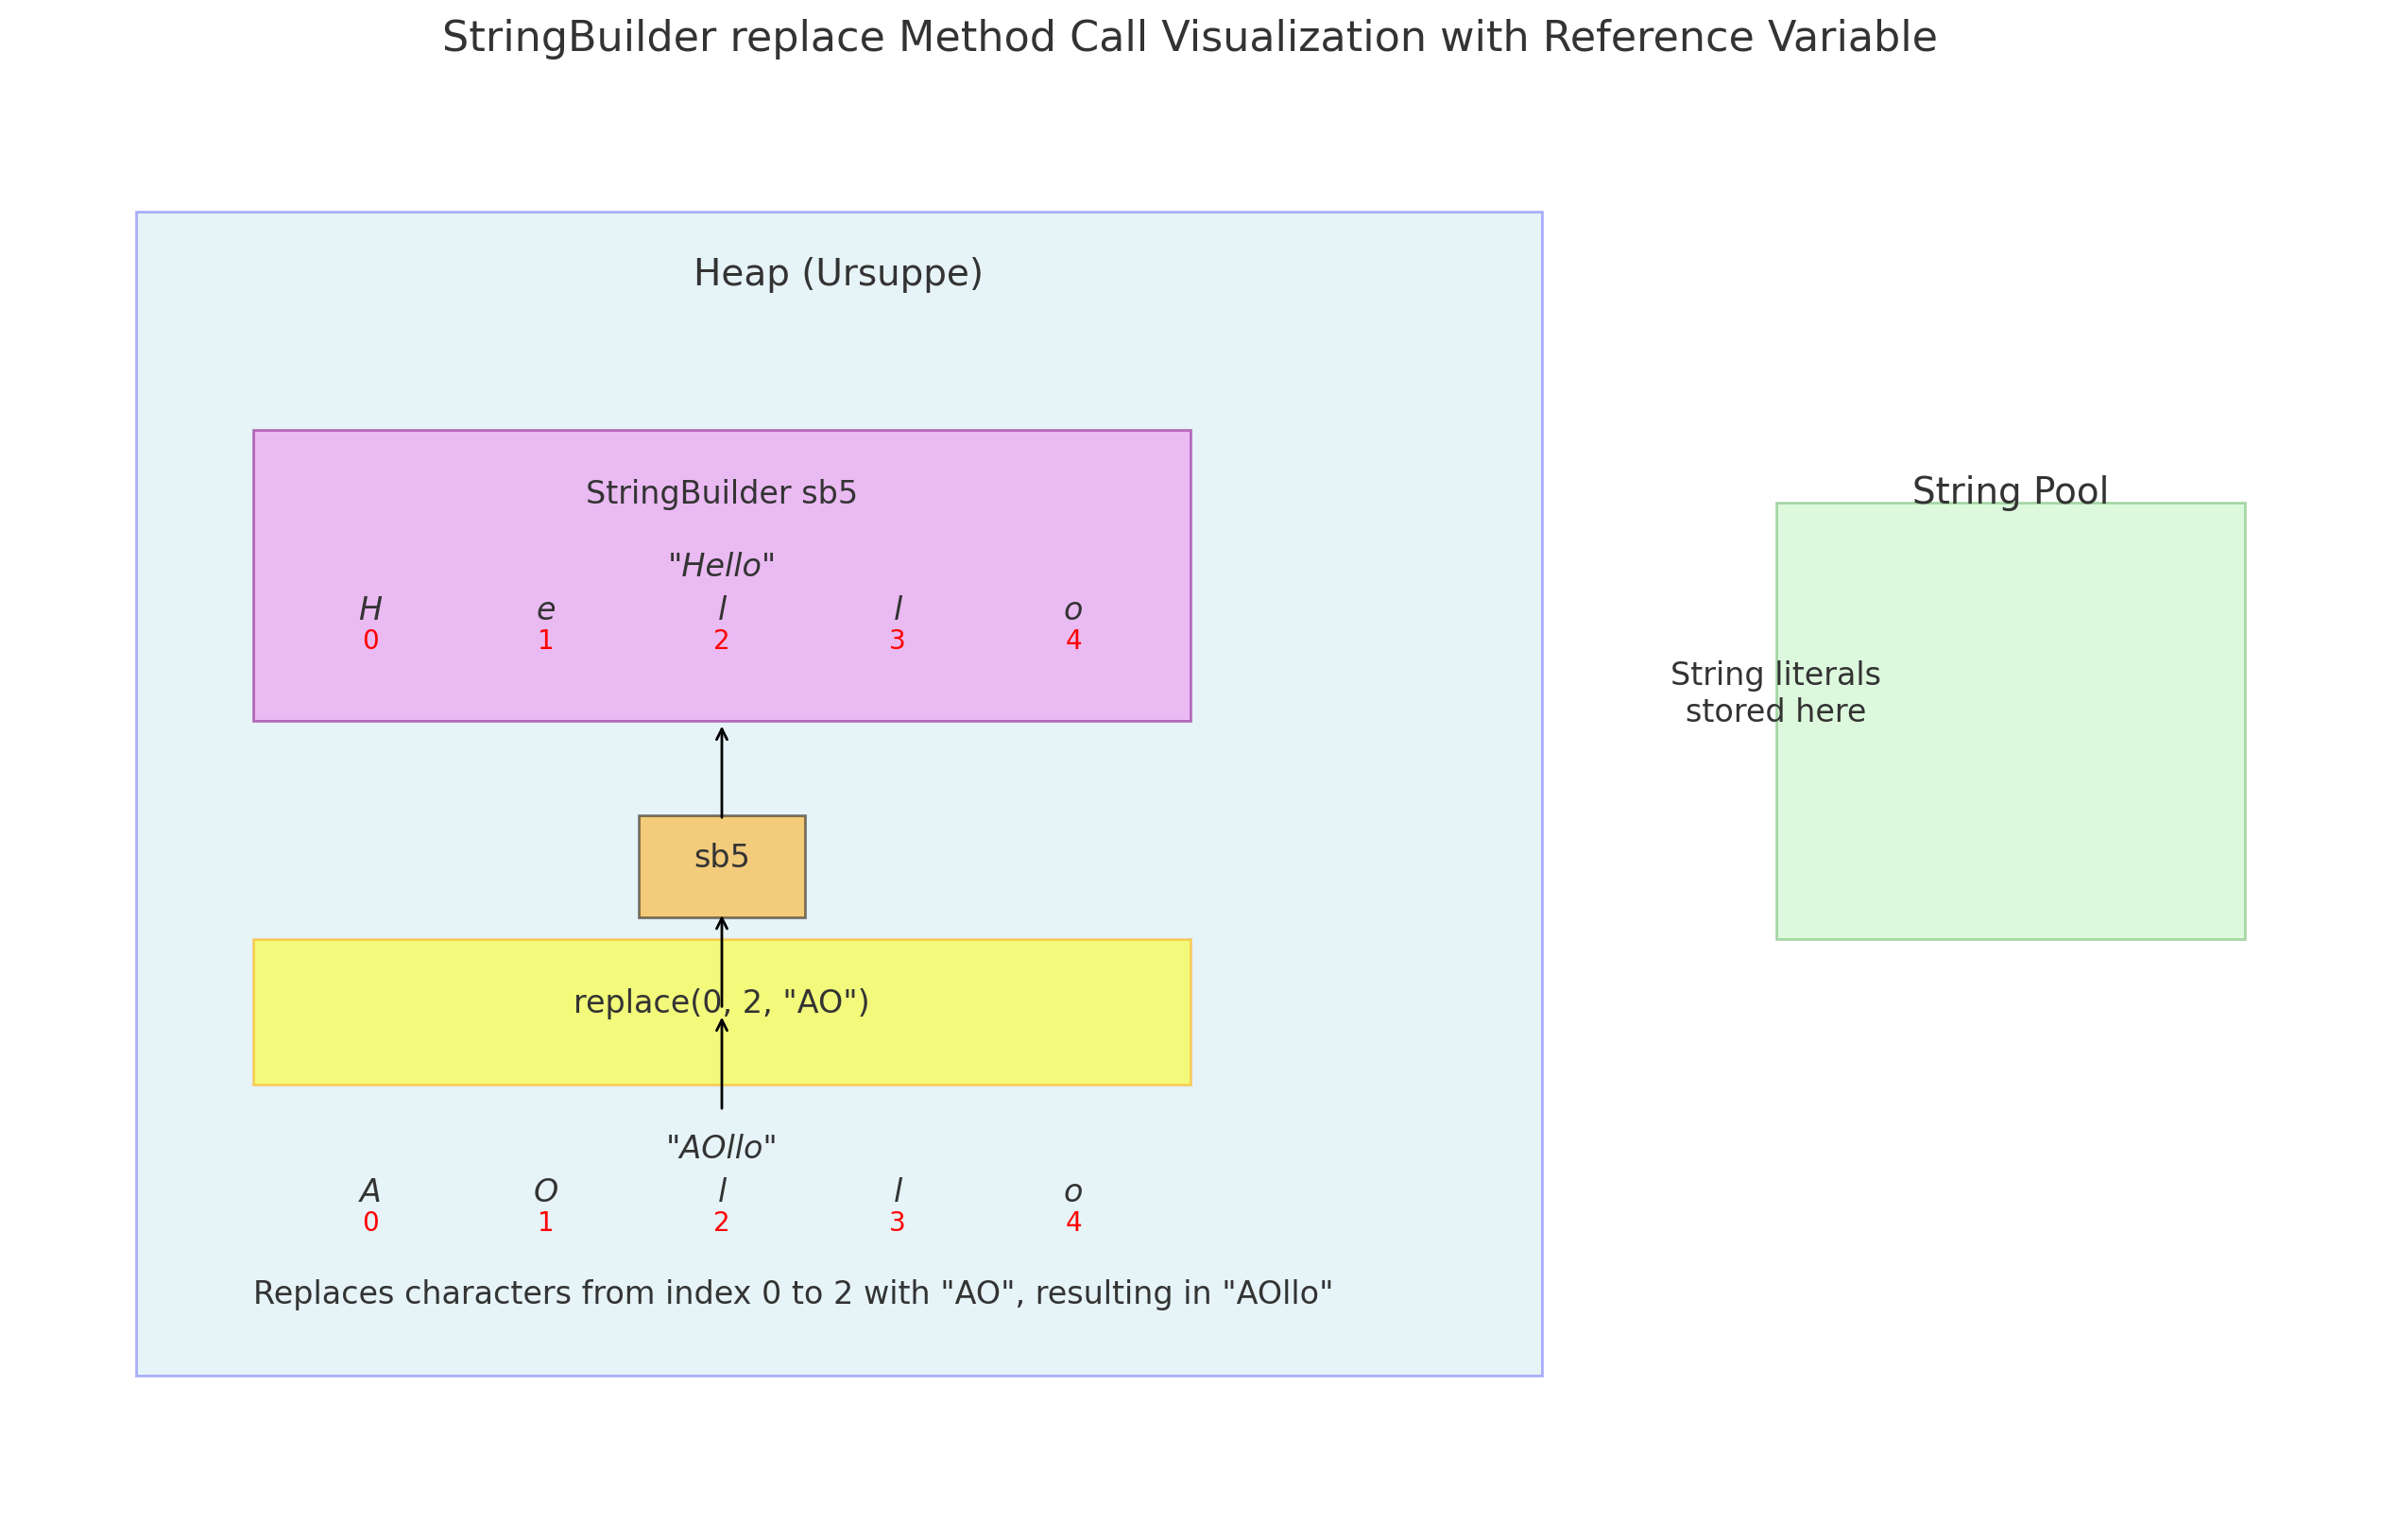 StringBuilder replace Method Call Visualization with Reference Variable
Heap (Ursuppe)
StringBuilder sb5
"Hello"
H e l l o
0 1 2 3 4
sb5
replace(0, 2, "AO")
"AOllo"
A O l l o
0 1 2 3 4
Replaces characters from index 0 to 2 with "AO", resulting in "AOllo"
String Pool
String literals
stored here